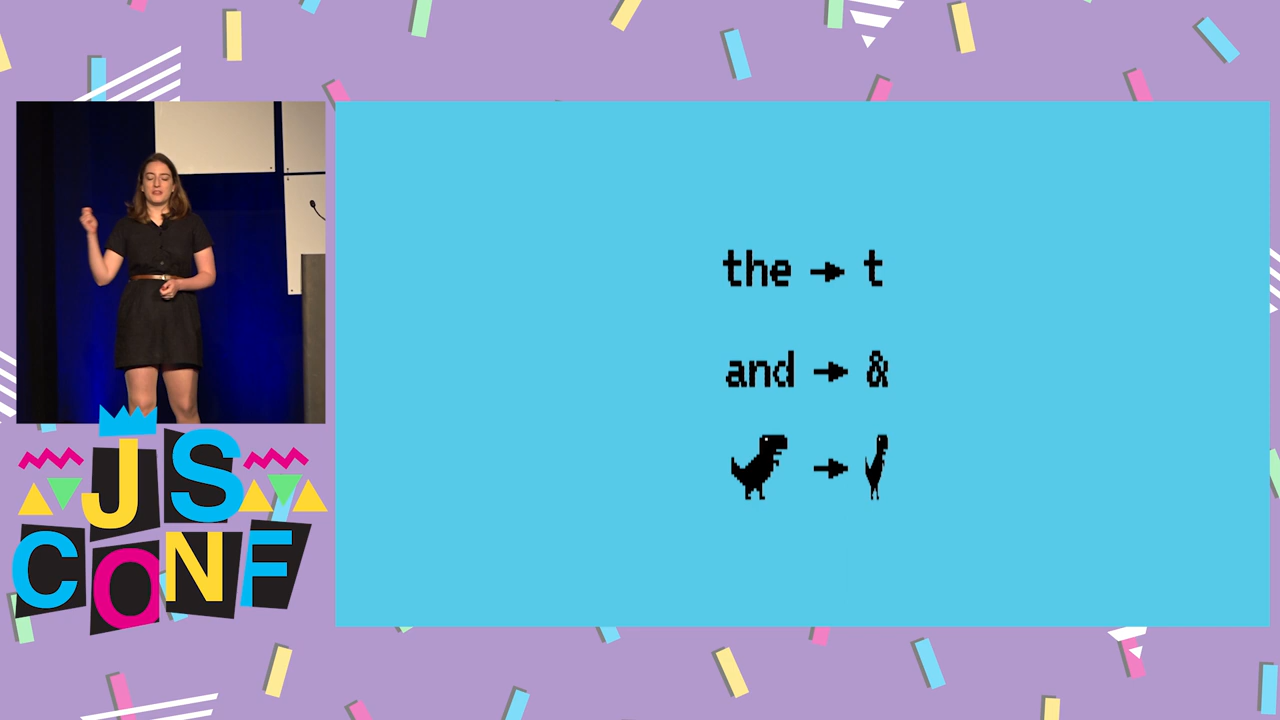 the → t
and → &
→
JS
CONF